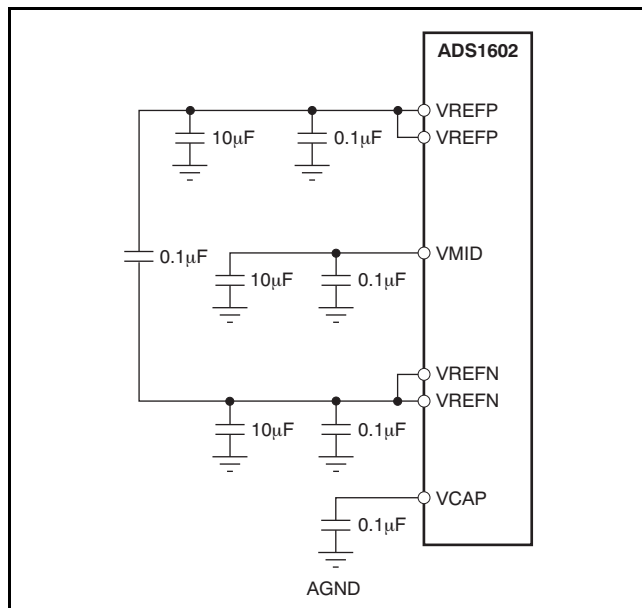 ADS1602
VREFP
10μF
0.1μF
VREFP
0.1μF
VMID
10μF
0.1μF
VREFN
VREFN
10μF
0.1μF
VCAP
0.1μF
AGND